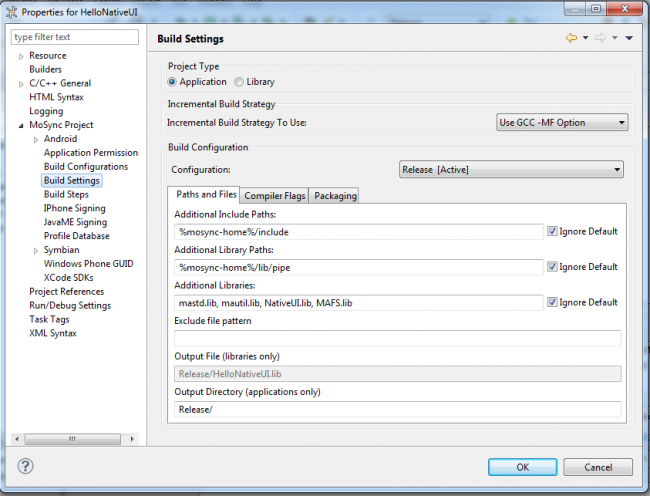 Properties for HelloNativeUI
type filter text
Resource
Builders
C/C++ General
HTML Syntax
Logging
MoSync Project
Android
Application Permission
Build Configurations
Build Settings
Build Steps
IPhone Signing
JavaME Signing
Profile Database
Symbian
Windows Phone GUID
XCode SDKs
Project References
Run/Debug Settings
Task Tags
XML Syntax
Build Settings
Project Type
Application Library
Incremental Build Strategy
Incremental Build Strategy To Use: Use GCC -MF Option
Build Configuration
Configuration: Release [Active]
Paths and Files Compiler Flags Packaging
Additional Include Paths:
%mosync-home%/include Ignore Default
Additional Library Paths:
%mosync-home%/lib/pipe Ignore Default
Additional Libraries:
mastd.lib, mautil.lib, NativeUI.lib, MAFS.lib Ignore Default
Exclude file pattern
Output File (libraries only)
Release/HelloNativeUI.lib
Output Directory (applications only)
Release/
OK Cancel